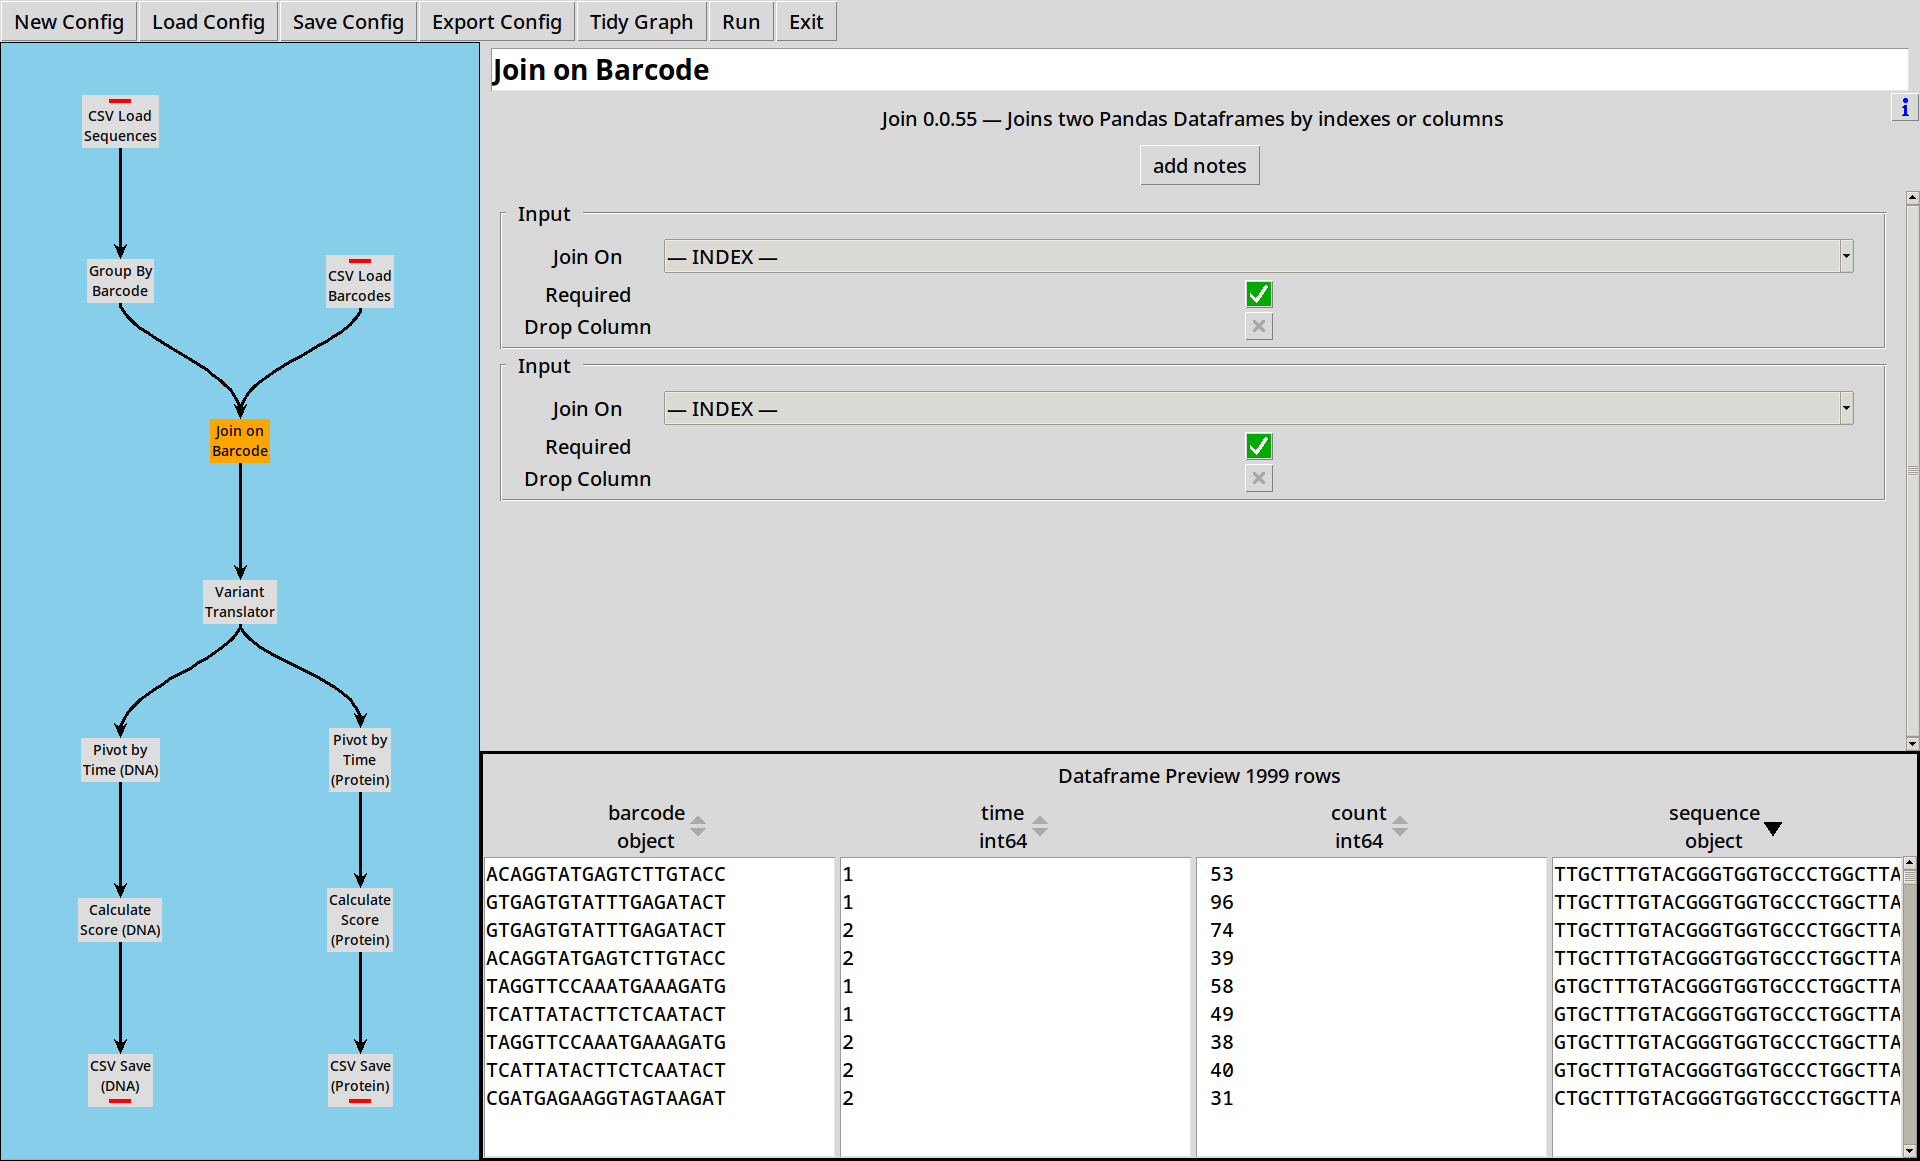 New Config Load Config Save Config Export Config Tidy Graph Run Exit
CSV Load
Sequences
Group By
Barcode
CSV Load
Barcodes
Join on
Barcode
Variant
Translator
Pivot by
Time (DNA)
Pivot by
Time
(Protein)
Calculate
Score (DNA)
Calculate
Score
(Protein)
CSV Save
(DNA)
CSV Save
(Protein)
Join on Barcode
i
Join 0.0.55 — Joins two Pandas Dataframes by indexes or columns
add notes
Input
Join On — INDEX —
Required
Drop Column
Input
Join On — INDEX —
Required
Drop Column
Dataframe Preview 1999 rows
barcode time count sequence
object int64 int64 object
ACAGGTATGAGTCTTGTACC 1 53 TTGCTTTGTACGGGTGGTGCCCTGGCTTA
GTGAGTGTATTTGAGATACT 1 96 TTGCTTTGTACGGGTGGTGCCCTGGCTTA
GTGAGTGTATTTGAGATACT 2 74 TTGCTTTGTACGGGTGGTGCCCTGGCTTA
ACAGGTATGAGTCTTGTACC 2 39 TTGCTTTGTACGGGTGGTGCCCTGGCTTA
TAGGTTCCAAATGAAAGATG 1 58 GTGCTTTGTACGGGTGGTGCCCTGGCTTA
TCATTATACTTCTCAATACT 1 49 GTGCTTTGTACGGGTGGTGCCCTGGCTTA
TAGGTTCCAAATGAAAGATG 2 38 GTGCTTTGTACGGGTGGTGCCCTGGCTTA
TCATTATACTTCTCAATACT 2 40 GTGCTTTGTACGGGTGGTGCCCTGGCTTA
CGATGAGAAGGTAGTAAGAT 2 31 CTGCTTTGTACGGGTGGTGCCCTGGCTTA